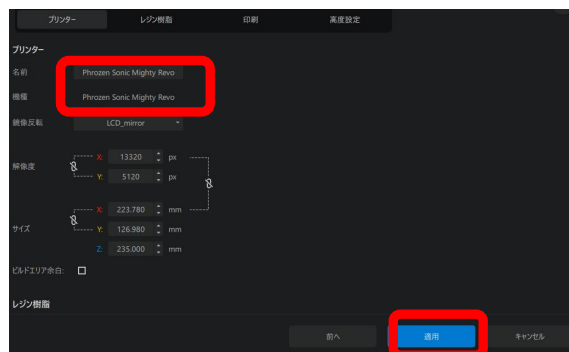 プリンター レジン樹脂 印刷 高度設定
プリンター
名前 Phrozen Sonic Mighty Revo
機種 Phrozen Sonic Mighty Revo
鏡像反転 LCD_mirror
解像度 X: 13320 px
Y: 5120 px
サイズ X: 223.780 mm
Y: 126.980 mm
Z: 235.000 mm
ビルドエリア余白:
レジン樹脂
前へ 適用 キャンセル